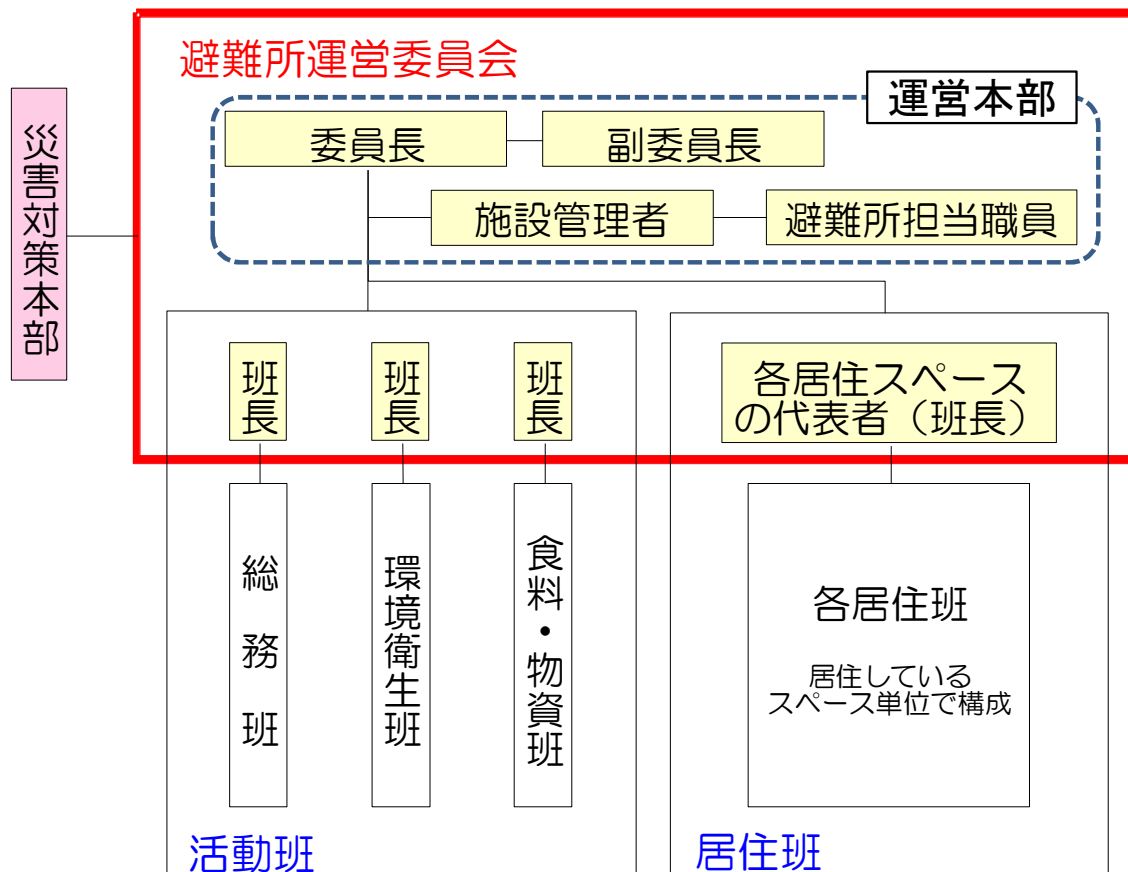 避難所運営委員会
運営本部
災害対策本部
委員長
副委員長
施設管理者
避難所担当職員
班長
班長
班長
各居住スペース
の代表者（班長）
総務班
環境衛生班
食料・物資班
各居住班
居住している
スペース単位で構成
活動班
居住班